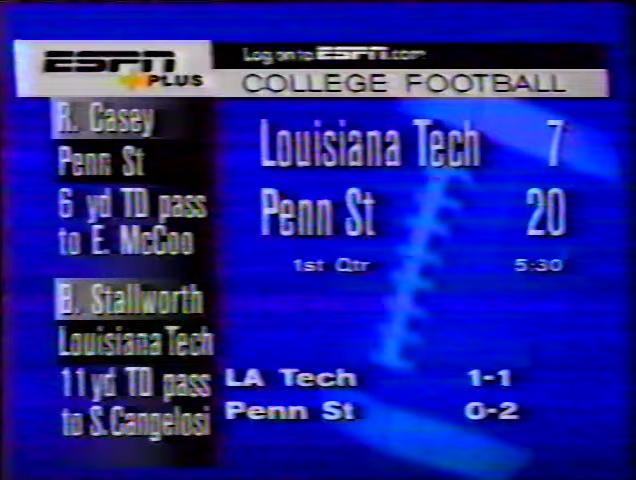 ESPN PLUS
Log on to ESPN.com
COLLEGE FOOTBALL
R. Casey
Penn St
6 yd TD pass
to E. McCoo
B. Stallworth
Louisiana Tech
11 yd TD pass
to S. Cangelosi
Louisiana Tech 7
Penn St 20
1st Qtr 5:30
LA Tech 1-1
Penn St 0-2